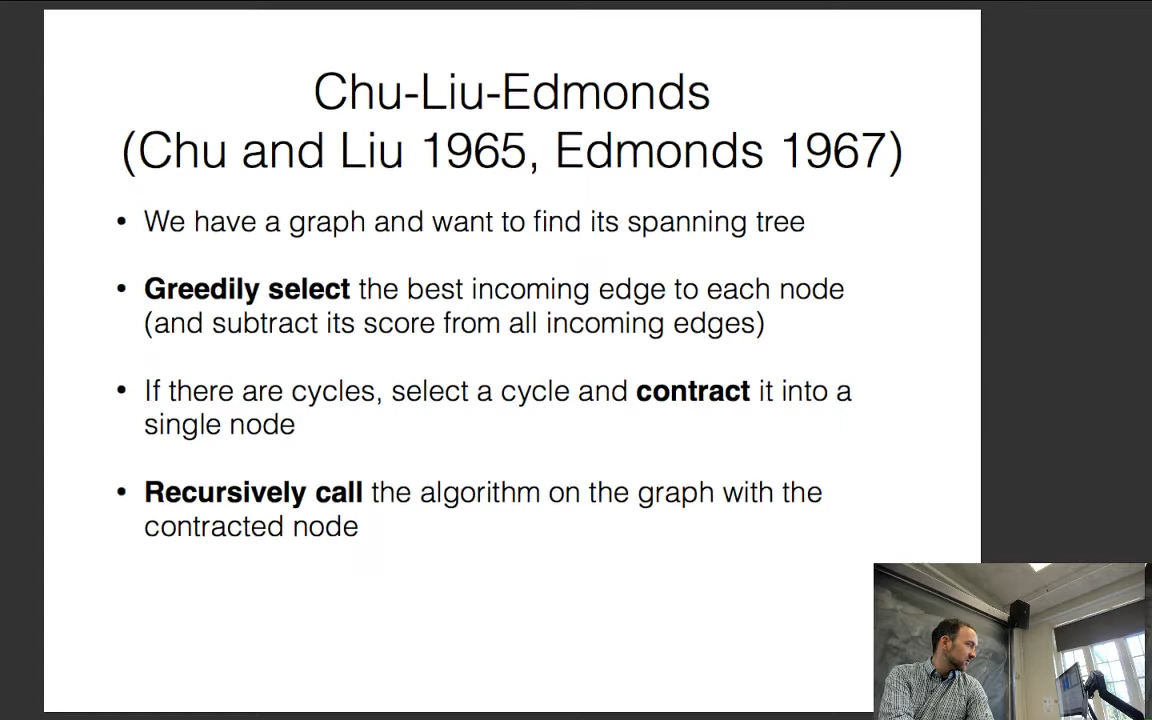 Chu-Liu-Edmonds
(Chu and Liu 1965, Edmonds 1967)
• We have a graph and want to find its spanning tree
• Greedily select the best incoming edge to each node
(and subtract its score from all incoming edges)
• If there are cycles, select a cycle and contract it into a
single node
• Recursively call the algorithm on the graph with the
contracted node